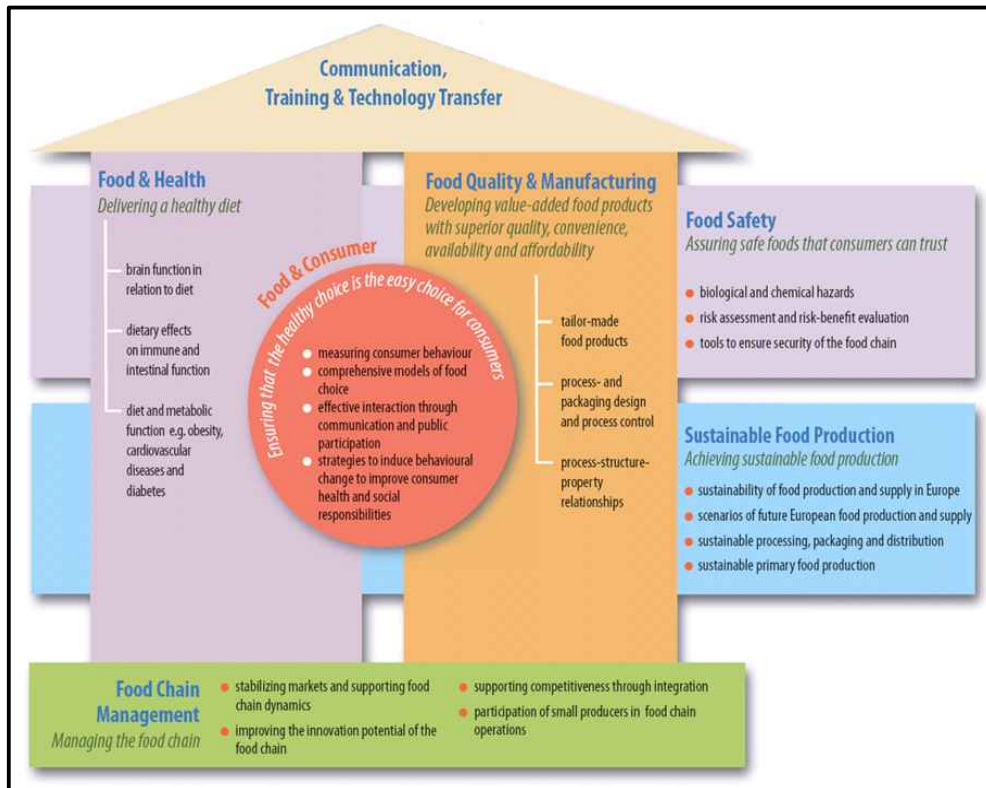 Communication,
Training & Technology Transfer
Food & Health
Delivering a healthy diet
brain function in
relation to diet
dietary effects
on immune and
intestinal function
diet and metabolic
function e.g. obesity,
cardiovascular
diseases and
diabetes
Food & Consumer
Ensuring that the healthy choice is the easy choice for consumers
measuring consumer behaviour
comprehensive models of food
choice
effective interaction through
communication and public
participation
strategies to induce behavioural
change to improve consumer
health and social
responsibilities
Food Quality & Manufacturing
Developing value-added food products
with superior quality, convenience,
availability and affordability
tailor-made
food products
process- and
packaging design
and process control
process-structure-
property
relationships
Food Safety
Assuring safe foods that consumers can trust
biological and chemical hazards
risk assessment and risk-benefit evaluation
tools to ensure security of the food chain
Sustainable Food Production
Achieving sustainable food production
sustainability of food production and supply in Europe
scenarios of future European food production and supply
sustainable processing, packaging and distribution
sustainable primary food production
Food Chain
Management
Managing the food chain
stabilizing markets and supporting food
chain dynamics
improving the innovation potential of the
food chain
supporting competitiveness through integration
participation of small producers in food chain
operations